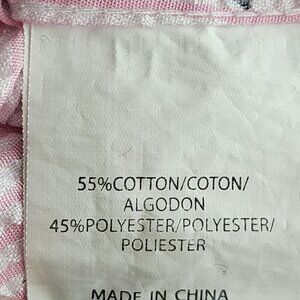 55%COTTON/COTON/
ALGODON
45%POLYESTER/POLYESTER/
POLIESTER
MADE IN CHINA